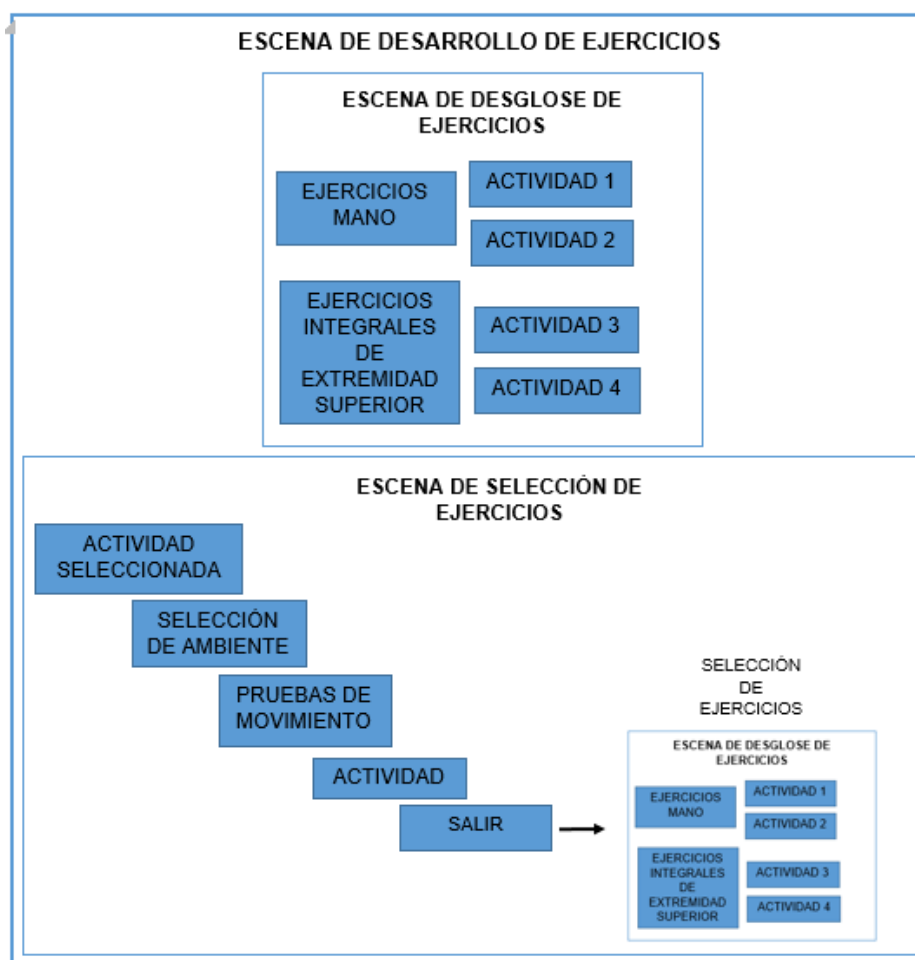 ESCENA DE DESARROLLO DE EJERCICIOS
ESCENA DE DESGLOSE DE
EJERCICIOS
EJERCICIOS
MANO
ACTIVIDAD 1
ACTIVIDAD 2
EJERCICIOS
INTEGRALES
DE
EXTREMIDAD
SUPERIOR
ACTIVIDAD 3
ACTIVIDAD 4
ESCENA DE SELECCIÓN DE
EJERCICIOS
ACTIVIDAD
SELECCIONADA
SELECCIÓN
DE AMBIENTE
PRUEBAS DE
MOVIMIENTO
ACTIVIDAD
SALIR
SELECCIÓN
DE
EJERCICIOS
ESCENA DE DESGLOSE DE
EJERCICIOS
EJERCICIOS
MANO
ACTIVIDAD 1
ACTIVIDAD 2
EJERCICIOS
INTEGRALES
DE
EXTREMIDAD
SUPERIOR
ACTIVIDAD 3
ACTIVIDAD 4